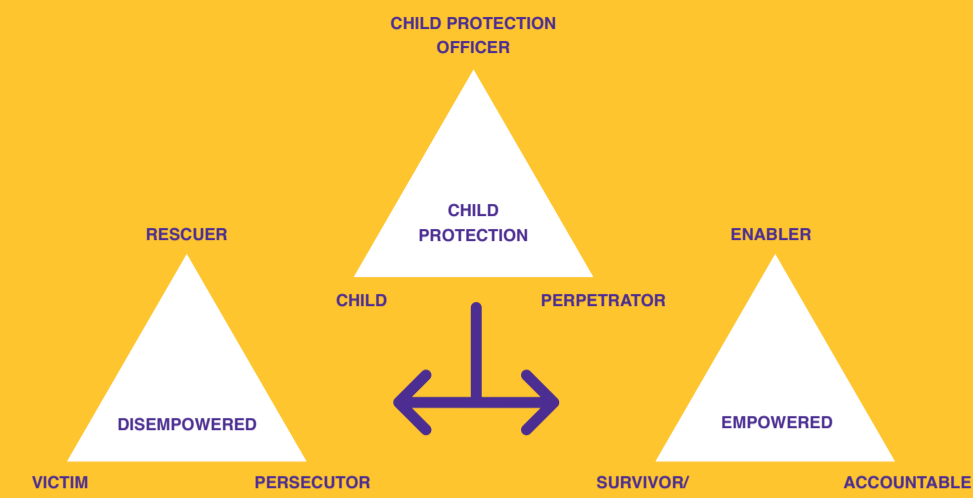 CHILD PROTECTION
OFFICER
CHILD
PROTECTION
CHILD
PERPETRATOR
RESCUER
DISEMPOWERED
VICTIM
PERSECUTOR
ENABLER
EMPOWERED
SURVIVOR/
ACCOUNTABLE